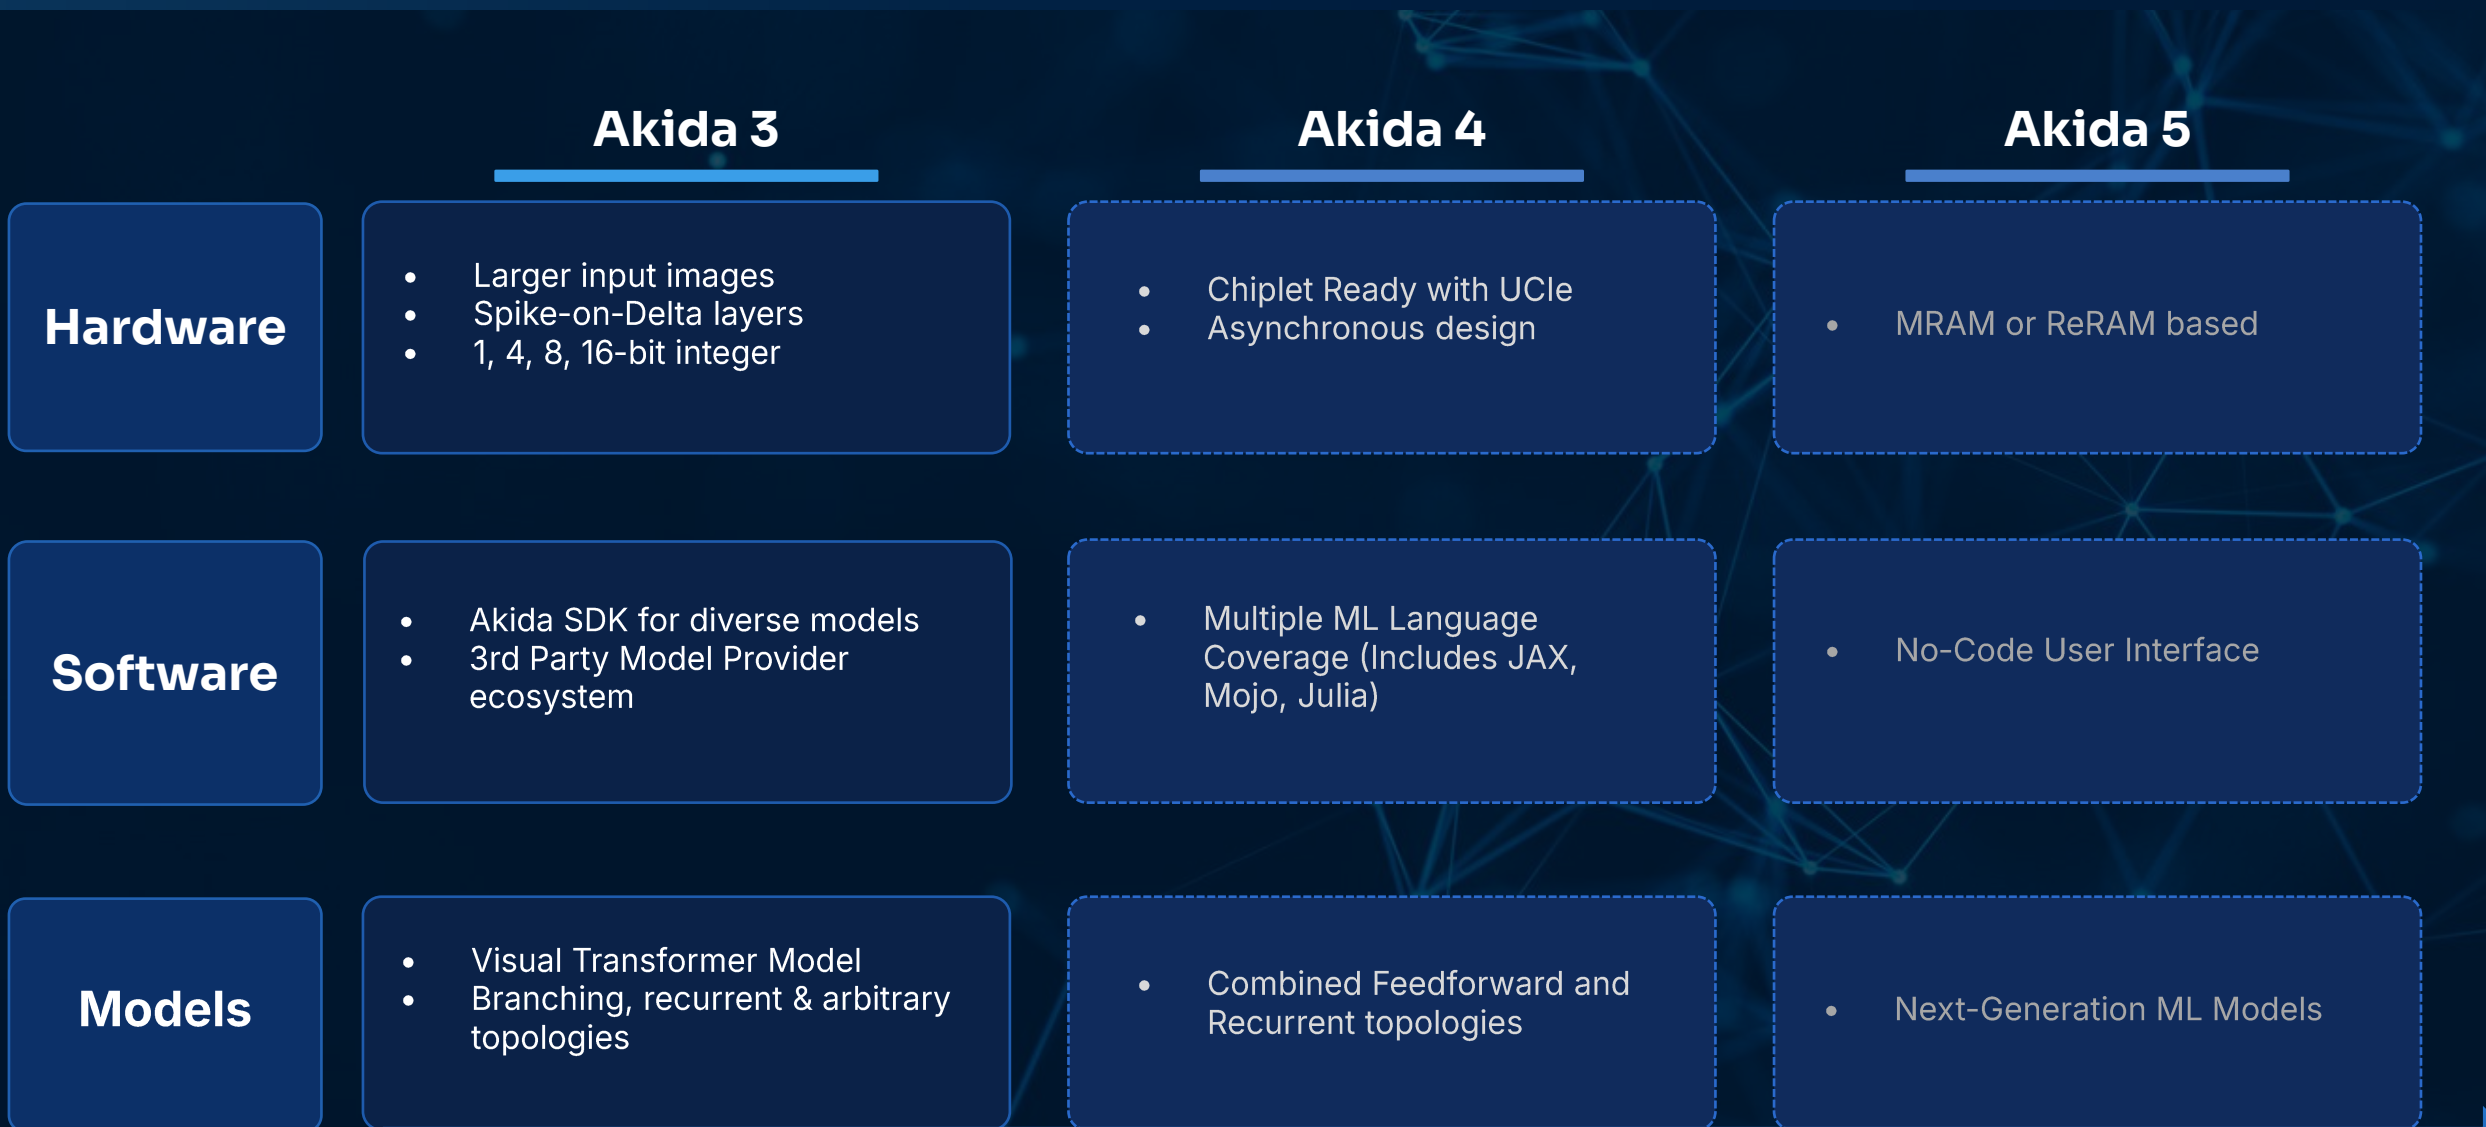 Akida 3
Akida 4
Akida 5
Hardware
• Larger input images
• Spike-on-Delta layers
• 1, 4, 8, 16-bit integer
• Chiplet Ready with UCIe
• Asynchronous design
• MRAM or ReRAM based
Software
• Akida SDK for diverse models
• 3rd Party Model Provider
ecosystem
• Multiple ML Language
Coverage (Includes JAX,
Mojo, Julia)
• No-Code User Interface
Models
• Visual Transformer Model
• Branching, recurrent & arbitrary
topologies
• Combined Feedforward and
Recurrent topologies
• Next-Generation ML Models